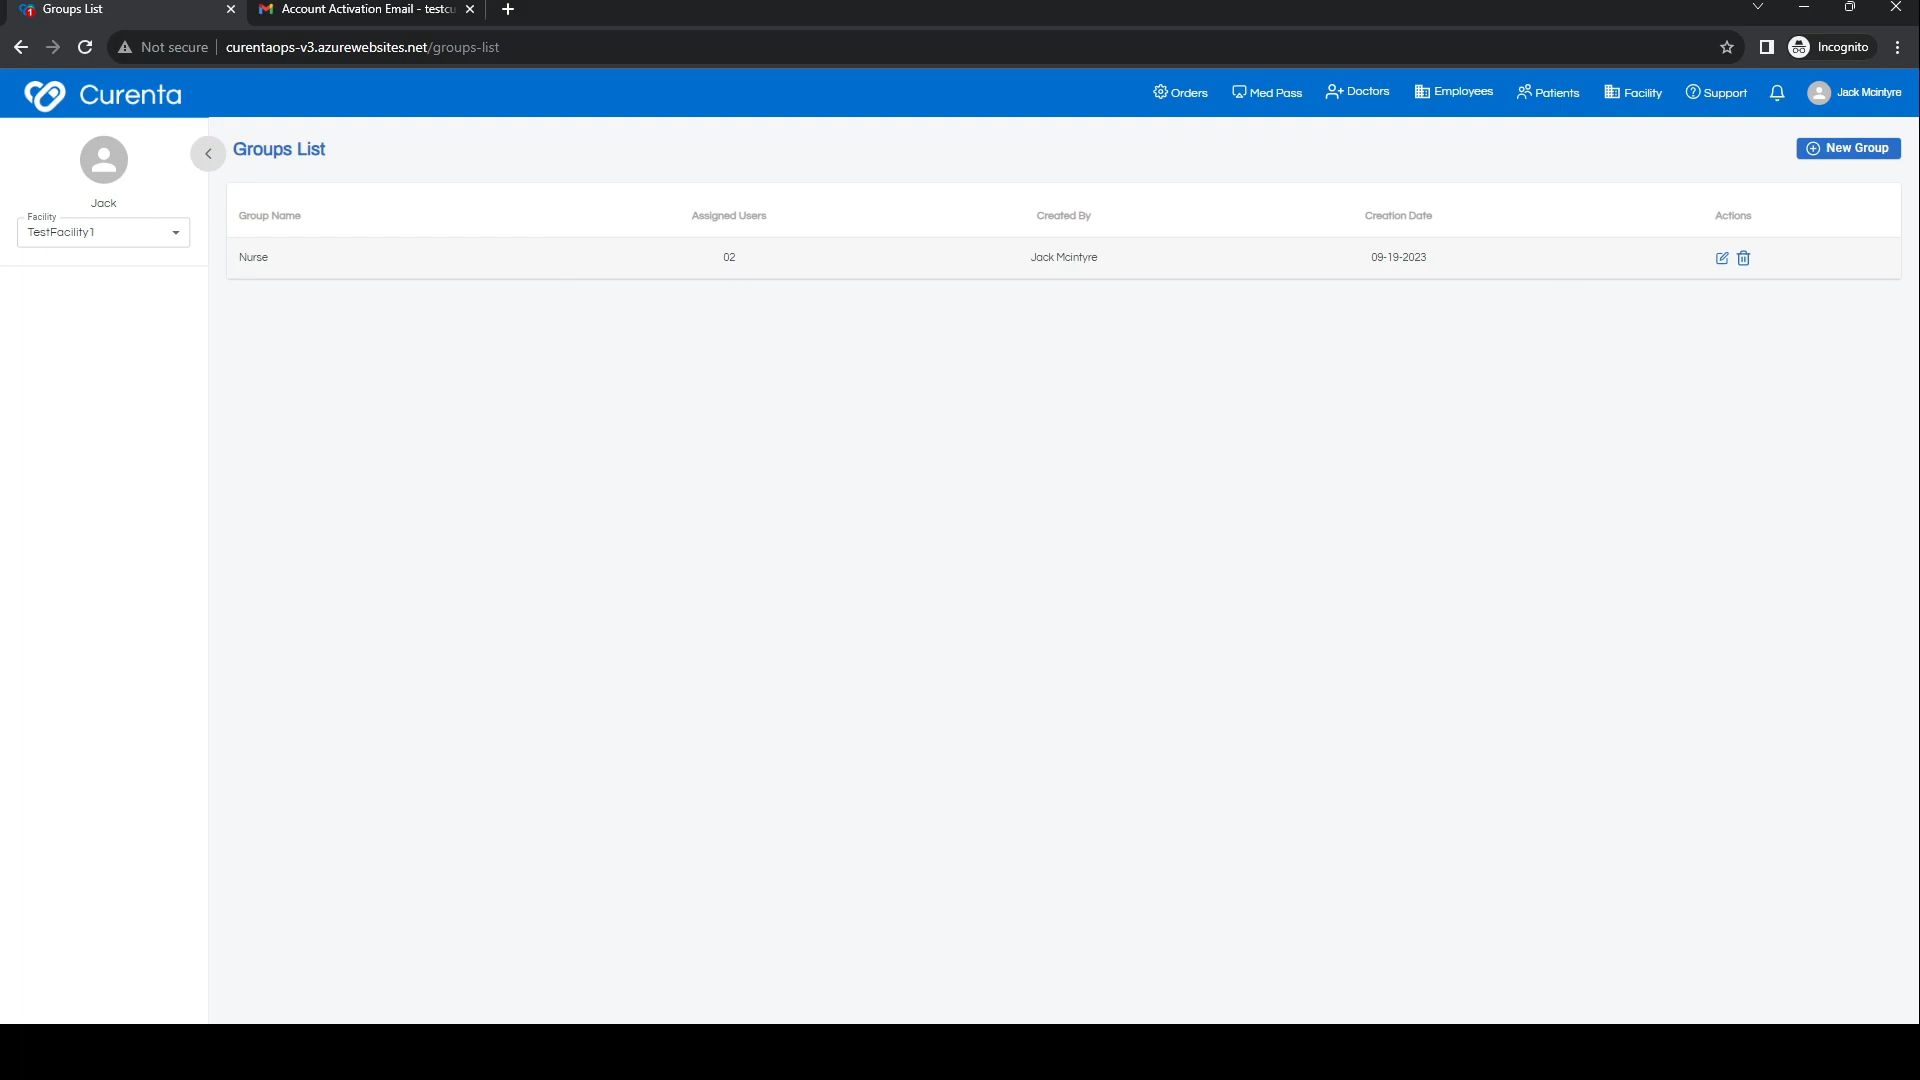 Groups List
Account Activation Email - testcu
1
Not secure curentaops-v3.azurewebsites.net/groups-list
Incognito
Curenta
Orders Med Pass Doctors Employees Patients Facility Support Jack Mcintyre
Groups List
New Group
Jack
Facility
TestFacility1
Group Name Assigned Users Created By Creation Date Actions
Nurse 02 Jack Mcintyre 09-19-2023